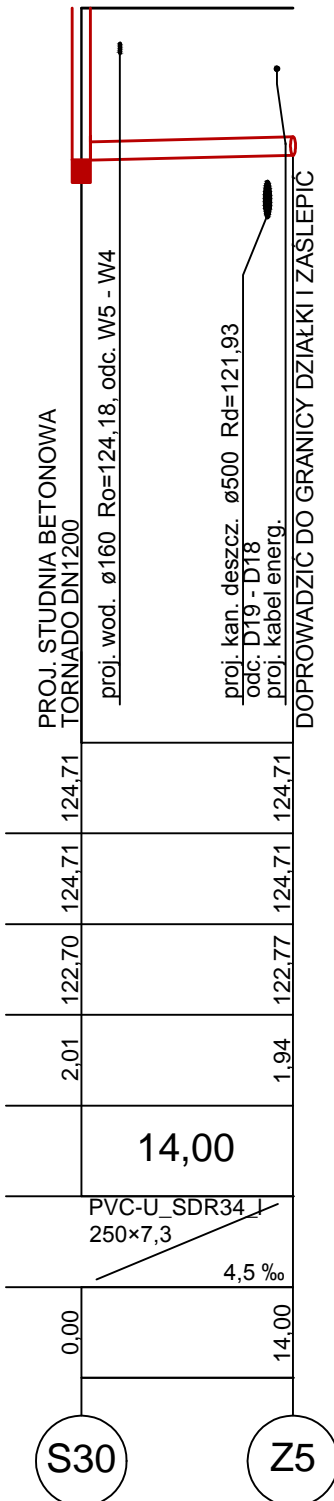 PROJ. STUDNIA BETONOWA
TORNADO DN1200
proj. wod. ø160 Ro=124,18, odc. W5 - W4
proj. kan. deszcz. ø500 Rd=121,93
odc. D19 - D18
proj. kabel energ.
DOPROWADZIĆ DO GRANICY DZIAŁKI I ZAŚLEPIĆ
124,71 124,71
124,71 124,71
122,70 122,77
2,01 1,94
14,00
PVC-U_SDR34_I
250×7,3
4,5 ‰
0,00 14,00
S30 Z5